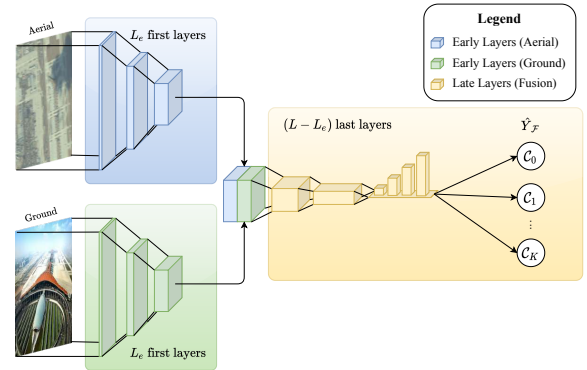 Aerial
L_e first layers
Legend
Early Layers (Aerial)
Early Layers (Ground)
Late Layers (Fusion)
(L − L_e) last layers
Ŷ_ℱ
𝒞_0
𝒞_1
⋮
𝒞_K
Ground
L_e first layers